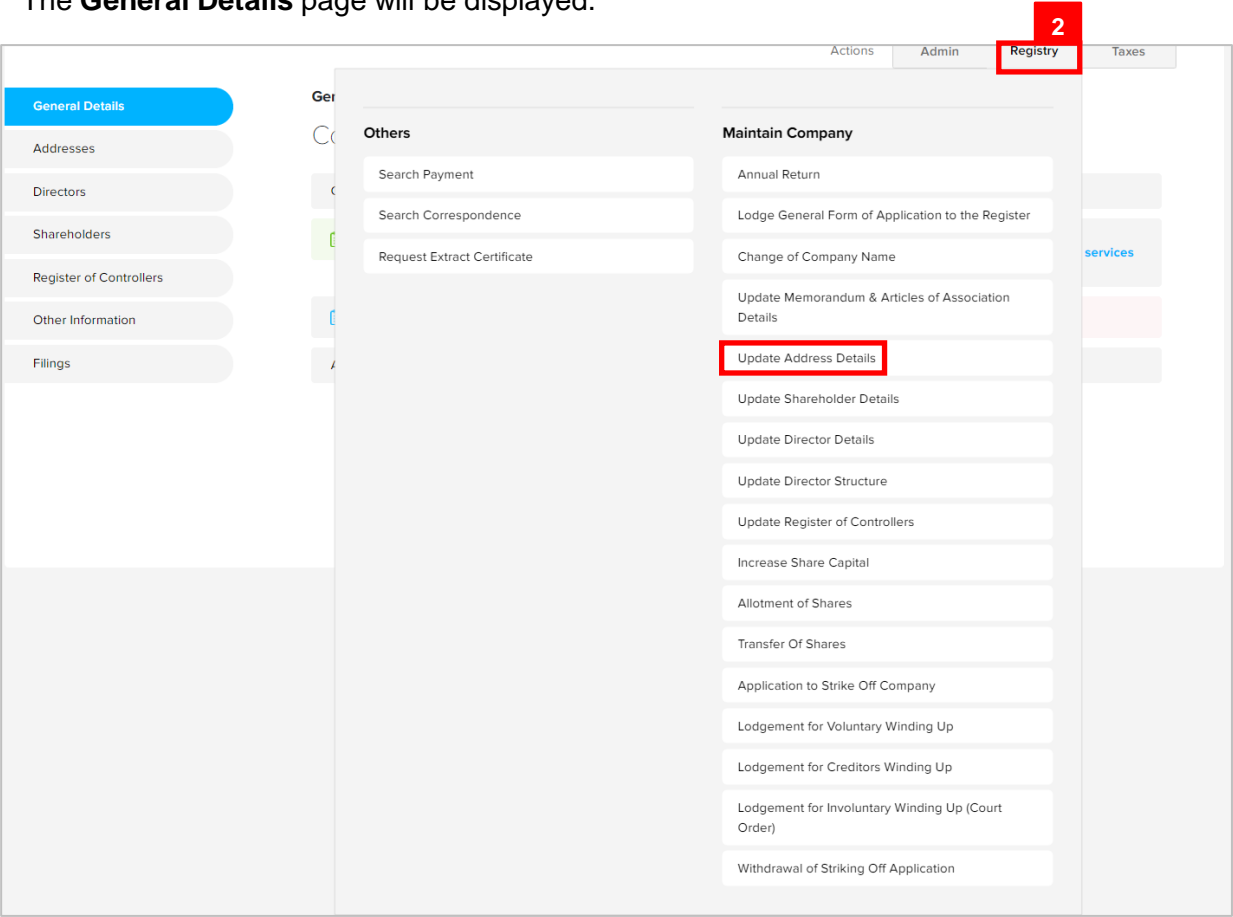 The General Details page will be displayed.
2
Actions Admin Registry Taxes
General Details
Addresses
Directors
Shareholders
Register of Controllers
Other Information
Filings
Others
Search Payment
Search Correspondence
Request Extract Certificate
Maintain Company
Annual Return
Lodge General Form of Application to the Register
Change of Company Name
Update Memorandum & Articles of Association
Details
Update Address Details
Update Shareholder Details
Update Director Details
Update Director Structure
Update Register of Controllers
Increase Share Capital
Allotment of Shares
Transfer Of Shares
Application to Strike Off Company
Lodgement for Voluntary Winding Up
Lodgement for Creditors Winding Up
Lodgement for Involuntary Winding Up (Court
Order)
Withdrawal of Striking Off Application
services